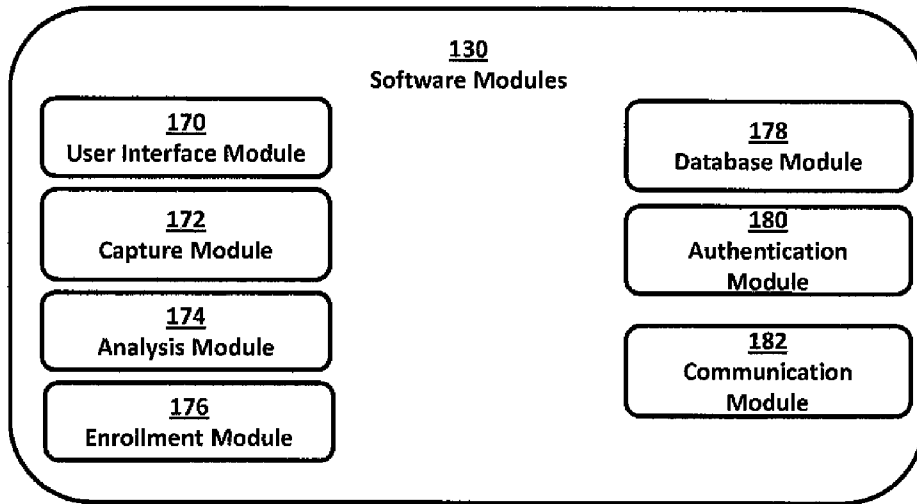 130
Software Modules
170
User Interface Module
172
Capture Module
174
Analysis Module
176
Enrollment Module
178
Database Module
180
Authentication
Module
182
Communication
Module